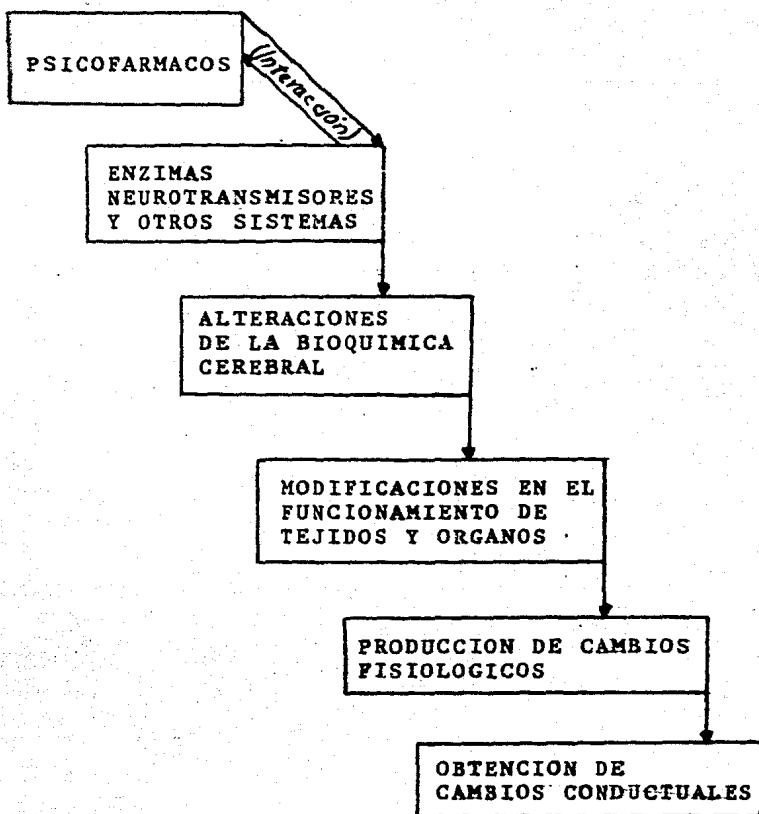 PSICOFARMACOS
(Interacción)
ENZIMAS
NEUROTRANSMISORES
Y OTROS SISTEMAS
ALTERACIONES
DE LA BIOQUIMICA
CEREBRAL
MODIFICACIONES EN EL
FUNCIONAMIENTO DE
TEJIDOS Y ORGANOS
PRODUCCION DE CAMBIOS
FISIOLOGICOS
OBTENCION DE
CAMBIOS CONDUCTUALES